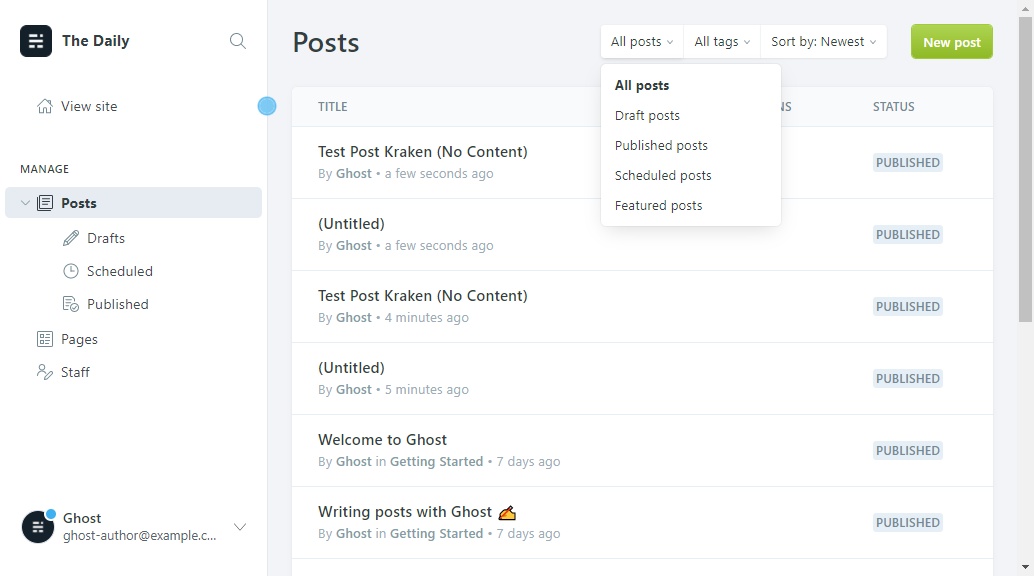 The Daily
View site
MANAGE
Posts
Drafts
Scheduled
Published
Pages
Staff
Ghost
ghost-author@example.c...
Posts
All posts
All tags
Sort by: Newest
New post
All posts
Draft posts
Published posts
Scheduled posts
Featured posts
TITLE
STATUS
Test Post Kraken (No Content)
By Ghost • a few seconds ago
PUBLISHED
(Untitled)
By Ghost • a few seconds ago
PUBLISHED
Test Post Kraken (No Content)
By Ghost • 4 minutes ago
PUBLISHED
(Untitled)
By Ghost • 5 minutes ago
PUBLISHED
Welcome to Ghost
By Ghost in Getting Started • 7 days ago
PUBLISHED
Writing posts with Ghost ✍️
By Ghost in Getting Started • 7 days ago
PUBLISHED